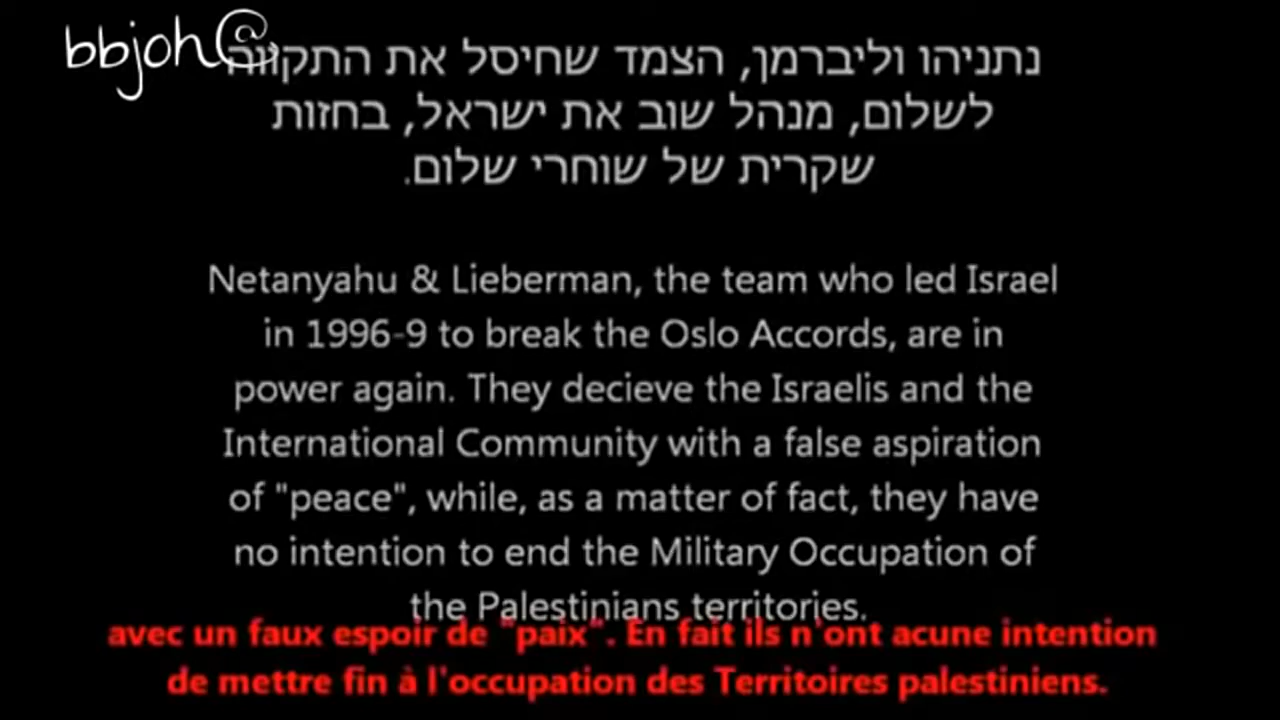 bbjoh@
נתניהו וליברמן, הצמד שחיסל את התקווה
לשלום, מנהל שוב את ישראל, בחזות
שקרית של שוחרי שלום.
Netanyahu & Lieberman, the team who led Israel
in 1996-9 to break the Oslo Accords, are in
power again. They decieve the Israelis and the
International Community with a false aspiration
of "peace", while, as a matter of fact, they have
no intention to end the Military Occupation of
the Palestinians territories.
avec un faux espoir de "paix". En fait ils n'ont acune intention
de mettre fin à l'occupation des Territoires palestiniens.